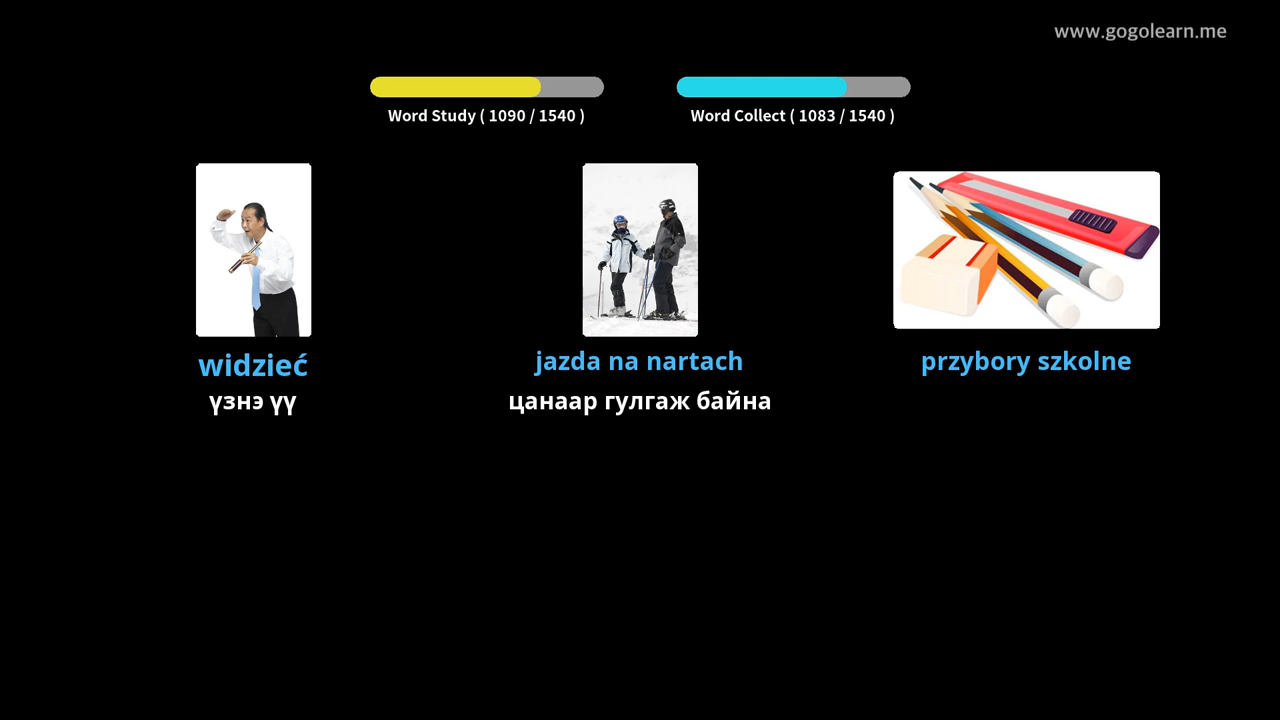 www.gogolearn.me
Word Study ( 1090 / 1540 )
Word Collect ( 1083 / 1540 )
widzieć
үзнэ үү
jazda na nartach
цанаар гулгаж байна
przybory szkolne